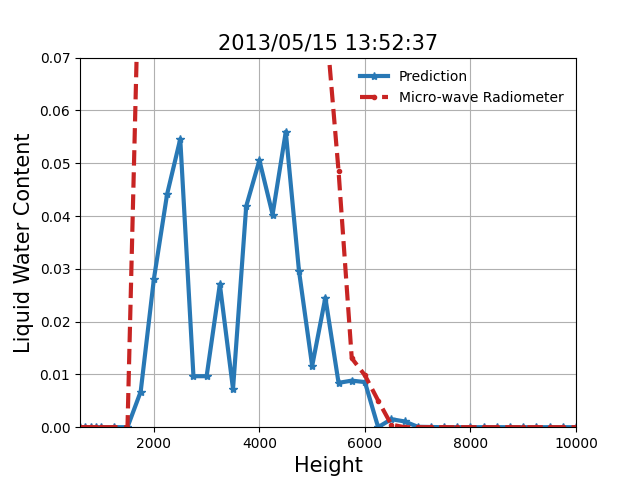 2013/05/15 13:52:37
Prediction
Micro-wave Radiometer
Liquid Water Content
0.07
0.06
0.05
0.04
0.03
0.02
0.01
0.00
2000 4000 6000 8000 10000
Height